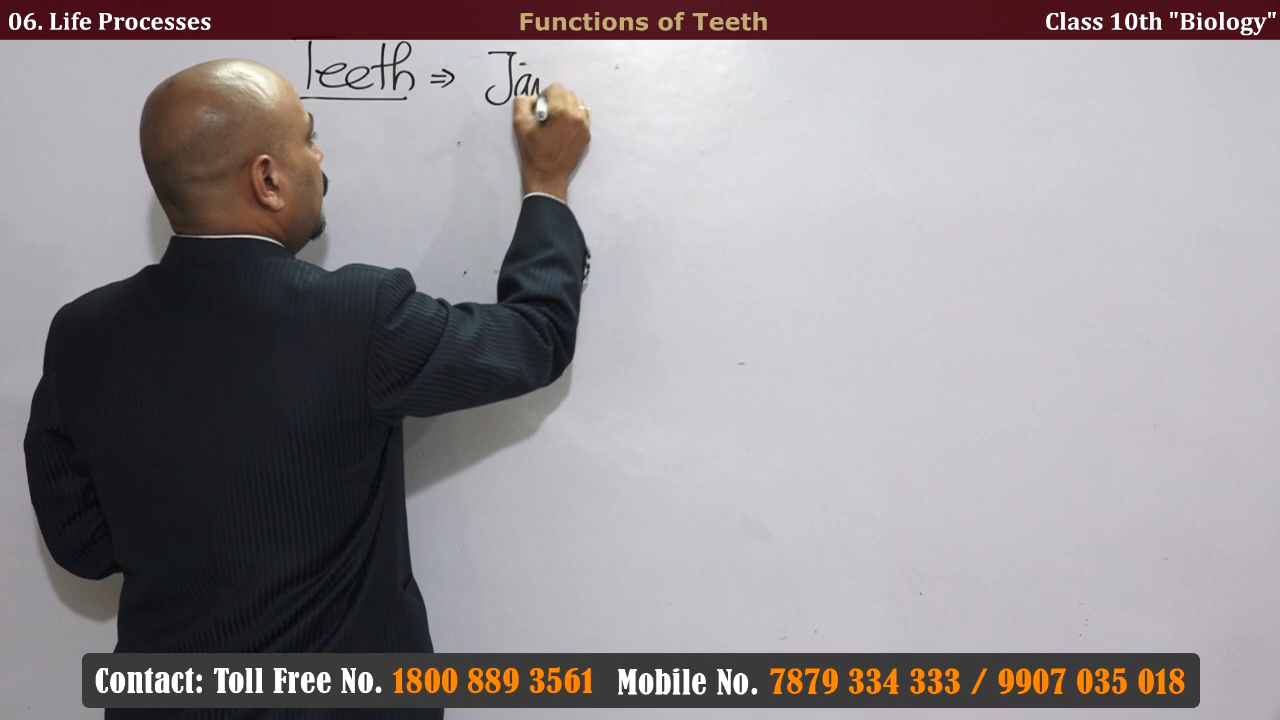 06. Life Processes
Functions of Teeth
Class 10th "Biology"
Teeth ⇒
Contact: Toll Free No. 1800 889 3561 Mobile No. 7879 334 333 / 9907 035 018